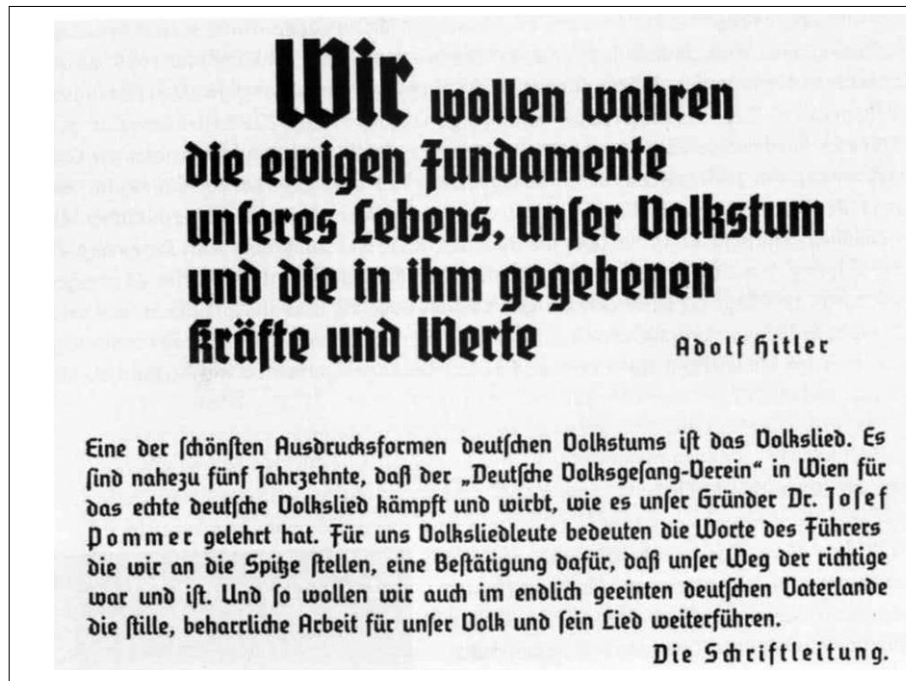 Wir wollen wahren
die ewigen Fundamente
unseres Lebens, unser Volkstum
und die in ihm gegebenen
Kräfte und Werte Adolf Hitler
Eine der schönsten Ausdrucksformen deutschen Volkstums ist das Volkslied. Es
sind nahezu fünf Jahrzehnte, daß der „Deutsche Volksgesang-Verein“ in Wien für
das echte deutsche Volkslied kämpft und wirbt, wie es unser Gründer Dr. Josef
Pommer gelehrt hat. Für uns Volksliedleute bedeuten die Worte des Führers
die wir an die Spitze stellen, eine Bestätigung dafür, daß unser Weg der richtige
war und ist. Und so wollen wir auch im endlich geeinten deutschen Vaterlande
die stille, beharrliche Arbeit für unser Volk und sein Lied weiterführen.
Die Schriftleitung.